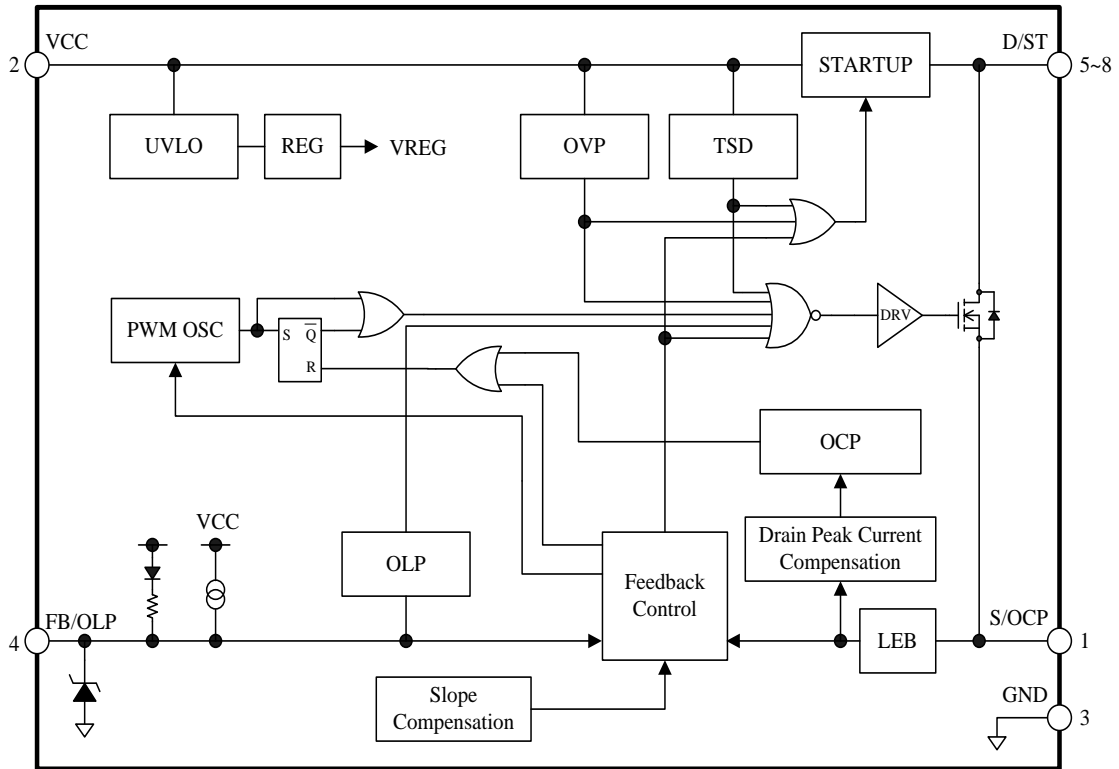 VCC
D/ST
2
5~8
STARTUP
UVLO
REG
VREG
OVP
TSD
PWM OSC
S
Q
R
DRV
OCP
VCC
Drain Peak Current
Compensation
OLP
Feedback
Control
FB/OLP
4
LEB
S/OCP
1
Slope
Compensation
GND
3